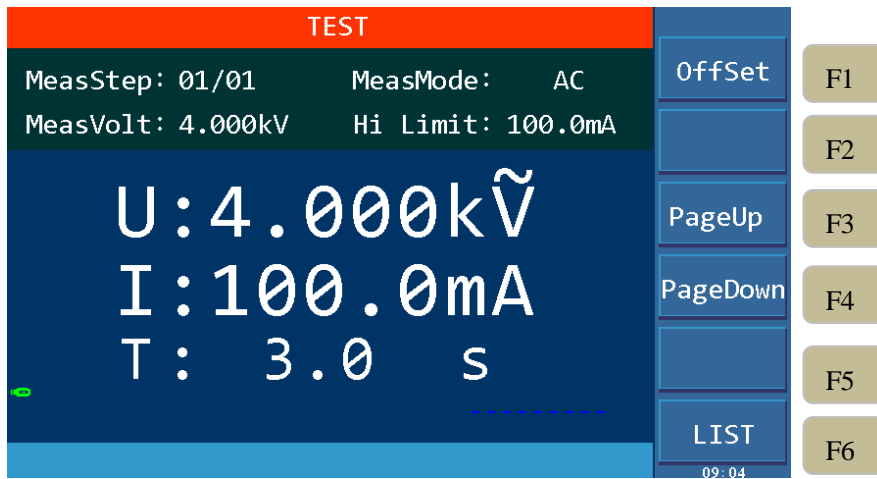 TEST
MeasStep: 01/01 MeasMode: AC
MeasVolt: 4.000kV Hi Limit: 100.0mA
U:4.000kṼ
I:100.0mA
T: 3.0 s
---------
OffSet
PageUp
PageDown
LIST
09:04
F1
F2
F3
F4
F5
F6